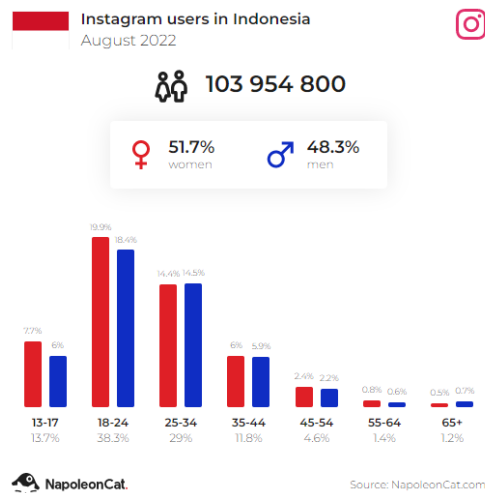 Instagram users in Indonesia
August 2022
103 954 800
51.7%
women
48.3%
men
7.7% 6% 19.9% 18.4% 14.4% 14.5% 6% 5.9% 2.4% 2.2% 0.8% 0.6% 0.5% 0.7%
13-17 18-24 25-34 35-44 45-54 55-64 65+
13.7% 38.3% 29% 11.8% 4.6% 1.4% 1.2%
NapoleonCat. Source: NapoleonCat.com